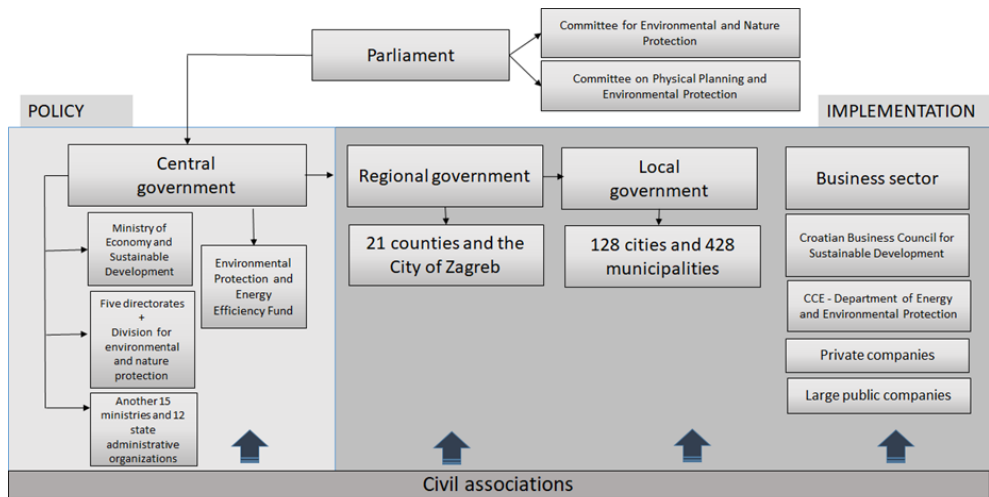 Parliament
Committee for Environmental and Nature
Protection
Committee on Physical Planning and
Environmental Protection
POLICY
IMPLEMENTATION
Central
government
Ministry of
Economy and
Sustainable
Development
Five directorates
+
Division for
environmental
and nature
protection
Another 15
ministries and 12
state
administrative
organizations
Environmental
Protection and
Energy
Efficiency Fund
Regional government
21 counties and the
City of Zagreb
Local
government
128 cities and 428
municipalities
Business sector
Croatian Business Council for
Sustainable Development
CCE - Department of Energy
and Environmental Protection
Private companies
Large public companies
Civil associations